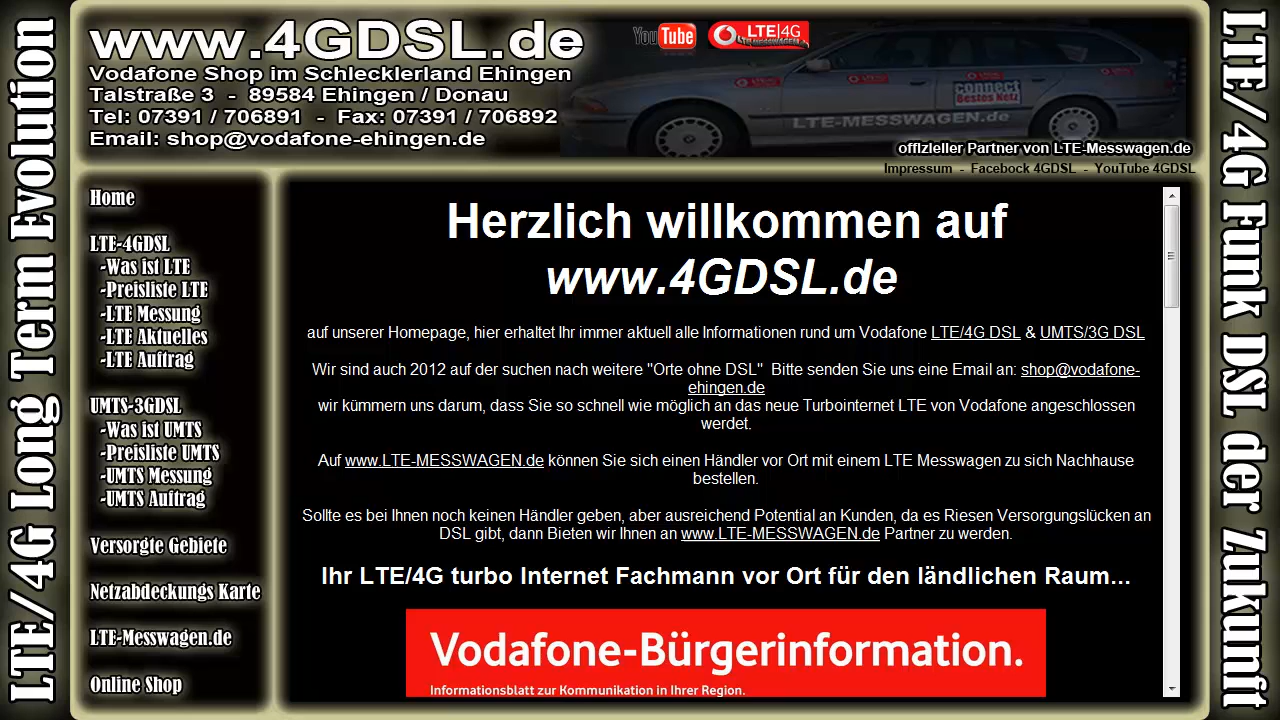 LTE/4G Long Term Evolution
www.4GDSL.de
Vodafone Shop im Schlecklerland Ehingen
Talstraße 3 - 89584 Ehingen / Donau
Tel: 07391 / 706891 - Fax: 07391 / 706892
Email: shop@vodafone-ehingen.de
YouTube
LTE|4G
LTE-MESSWAGEN.de
connect
Bestes Netz
LTE-MESSWAGEN.de
offizieller Partner von LTE-Messwagen.de
Impressum - Facebock 4GDSL - YouTube 4GDSL
Home
LTE-4GDSL
-Was ist LTE
-Preisliste LTE
-LTE Messung
-LTE Aktuelles
-LTE Auftrag
UMTS-3GDSL
-Was ist UMTS
-Preisliste UMTS
-UMTS Messung
-UMTS Auftrag
Versorgte Gebiete
Netzabdeckungs Karte
LTE-Messwagen.de
Online Shop
Herzlich willkommen auf
www.4GDSL.de
auf unserer Homepage, hier erhaltet Ihr immer aktuell alle Informationen rund um Vodafone LTE/4G DSL & UMTS/3G DSL
Wir sind auch 2012 auf der suchen nach weitere "Orte ohne DSL" Bitte senden Sie uns eine Email an: shop@vodafone-
ehingen.de
wir kümmern uns darum, dass Sie so schnell wie möglich an das neue Turbointernet LTE von Vodafone angeschlossen
werdet.
Auf www.LTE-MESSWAGEN.de können Sie sich einen Händler vor Ort mit einem LTE Messwagen zu sich Nachhause
bestellen.
Sollte es bei Ihnen noch keinen Händler geben, aber ausreichend Potential an Kunden, da es Riesen Versorgungslücken an
DSL gibt, dann Bieten wir Ihnen an www.LTE-MESSWAGEN.de Partner zu werden.
Ihr LTE/4G turbo Internet Fachmann vor Ort für den ländlichen Raum...
Vodafone-Bürgerinformation.
Informationsblatt zur Kommunikation in Ihrer Region.
LTE/4G Funk DSL der Zukunft